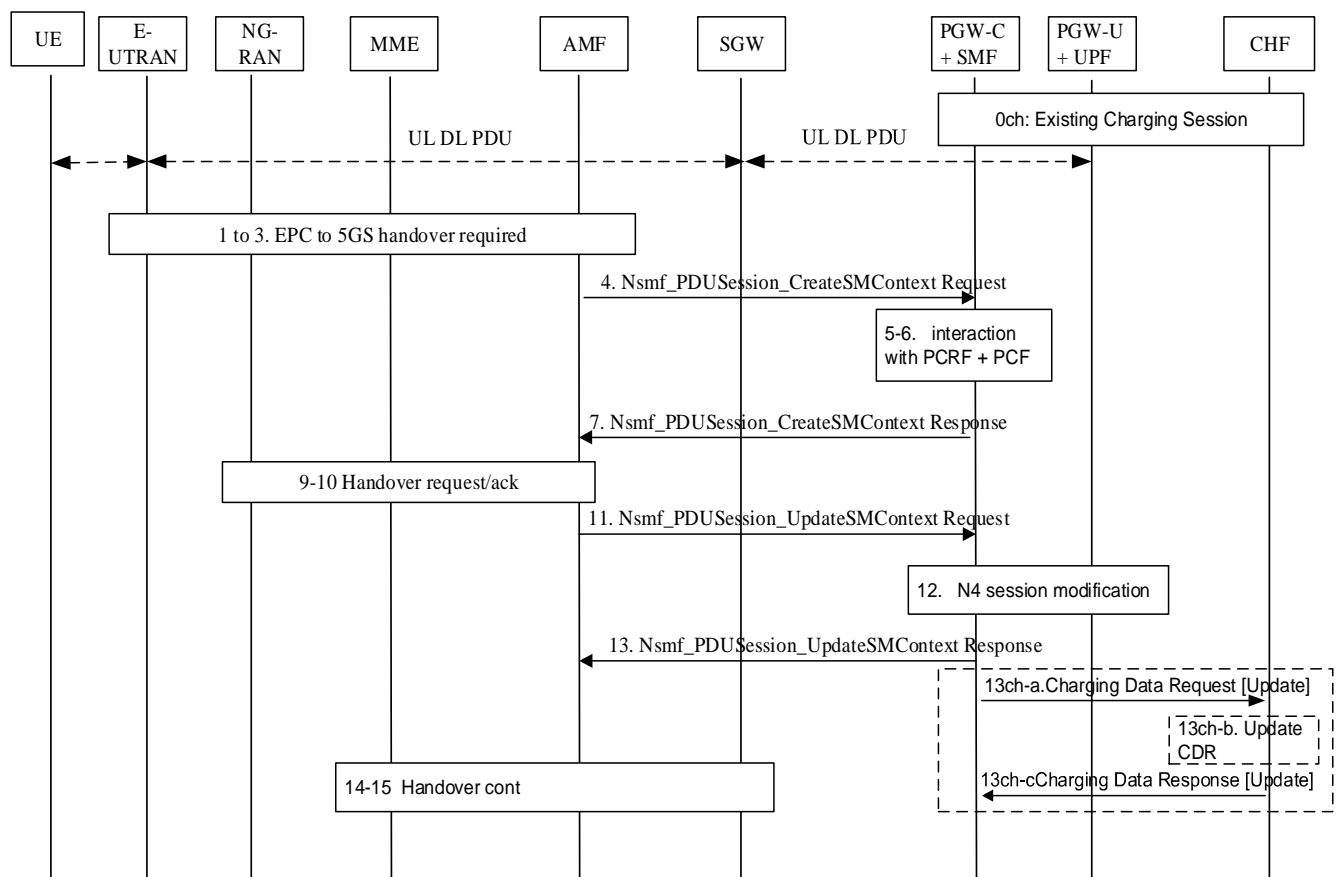 UE
E-
UTRAN
NG-
RAN
MME
AMF
SGW
PGW-C
+ SMF
PGW-U
+ UPF
CHF
0ch: Existing Charging Session
UL DL PDU
UL DL PDU
1 to 3. EPC to 5GS handover required
4. Nsmf_PDUSession_CreateSMContext Request
5-6. interaction
with PCRF + PCF
7. Nsmf_PDUSession_CreateSMContext Response
9-10 Handover request/ack
11. Nsmf_PDUSession_UpdateSMContext Request
12. N4 session modification
13. Nsmf_PDUSession_UpdateSMContext Response
13ch-a.Charging Data Request [Update]
13ch-b. Update
CDR
13ch-cCharging Data Response [Update]
14-15 Handover cont